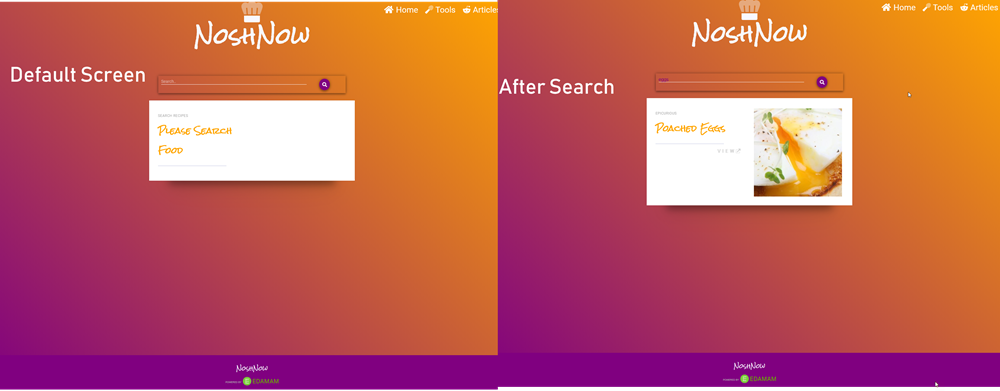 Home Tools Articles
NoshNow
Default Screen
Search...
SEARCH RECIPES
Please Search
Food
NoshNow
POWERED BY EDAMAM
Home Tools Articles
NoshNow
After Search
EPICURIOUS
Poached Eggs
VIEW
NoshNow
POWERED BY EDAMAM